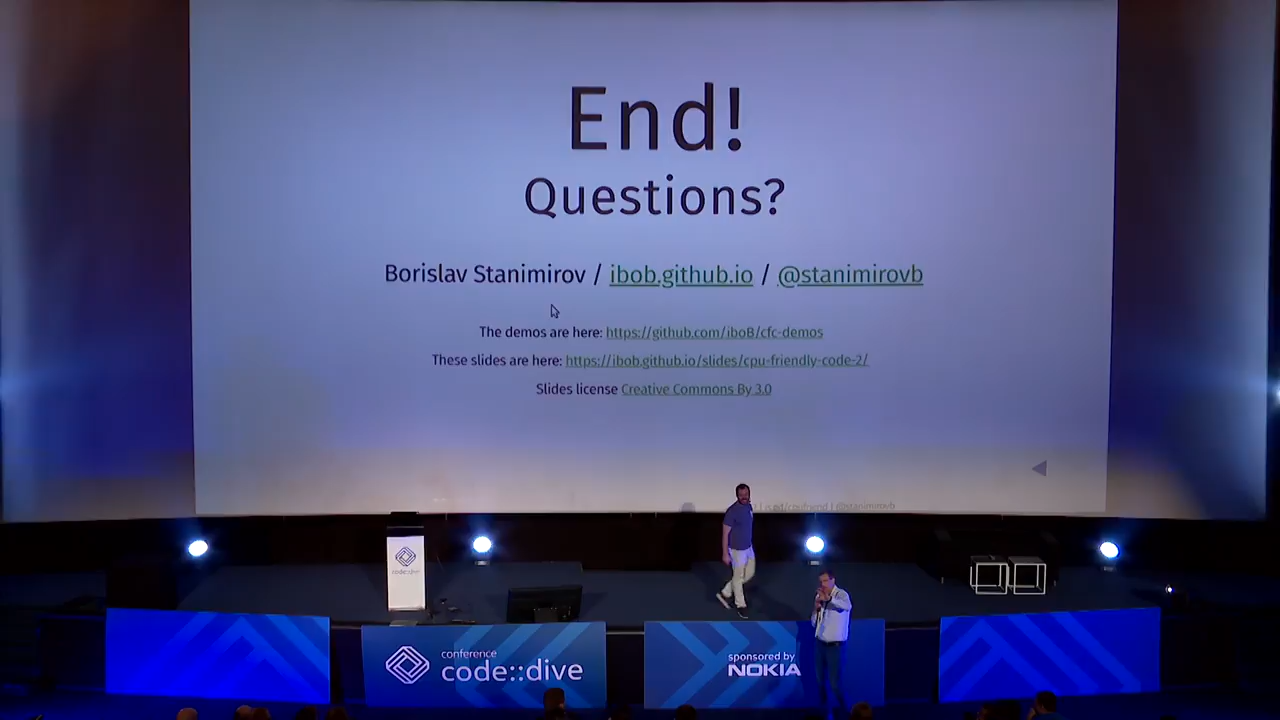 End!
Questions?
Borislav Stanimirov / ibob.github.io / @stanimirovb
The demos are here: https://github.com/iboB/cfc-demos
These slides are here: https://ibob.github.io/slides/cpu-friendly-code-2/
Slides license Creative Commons By 3.0
@stanimirovb
code::dive
conference
code::dive
sponsored by
NOKIA